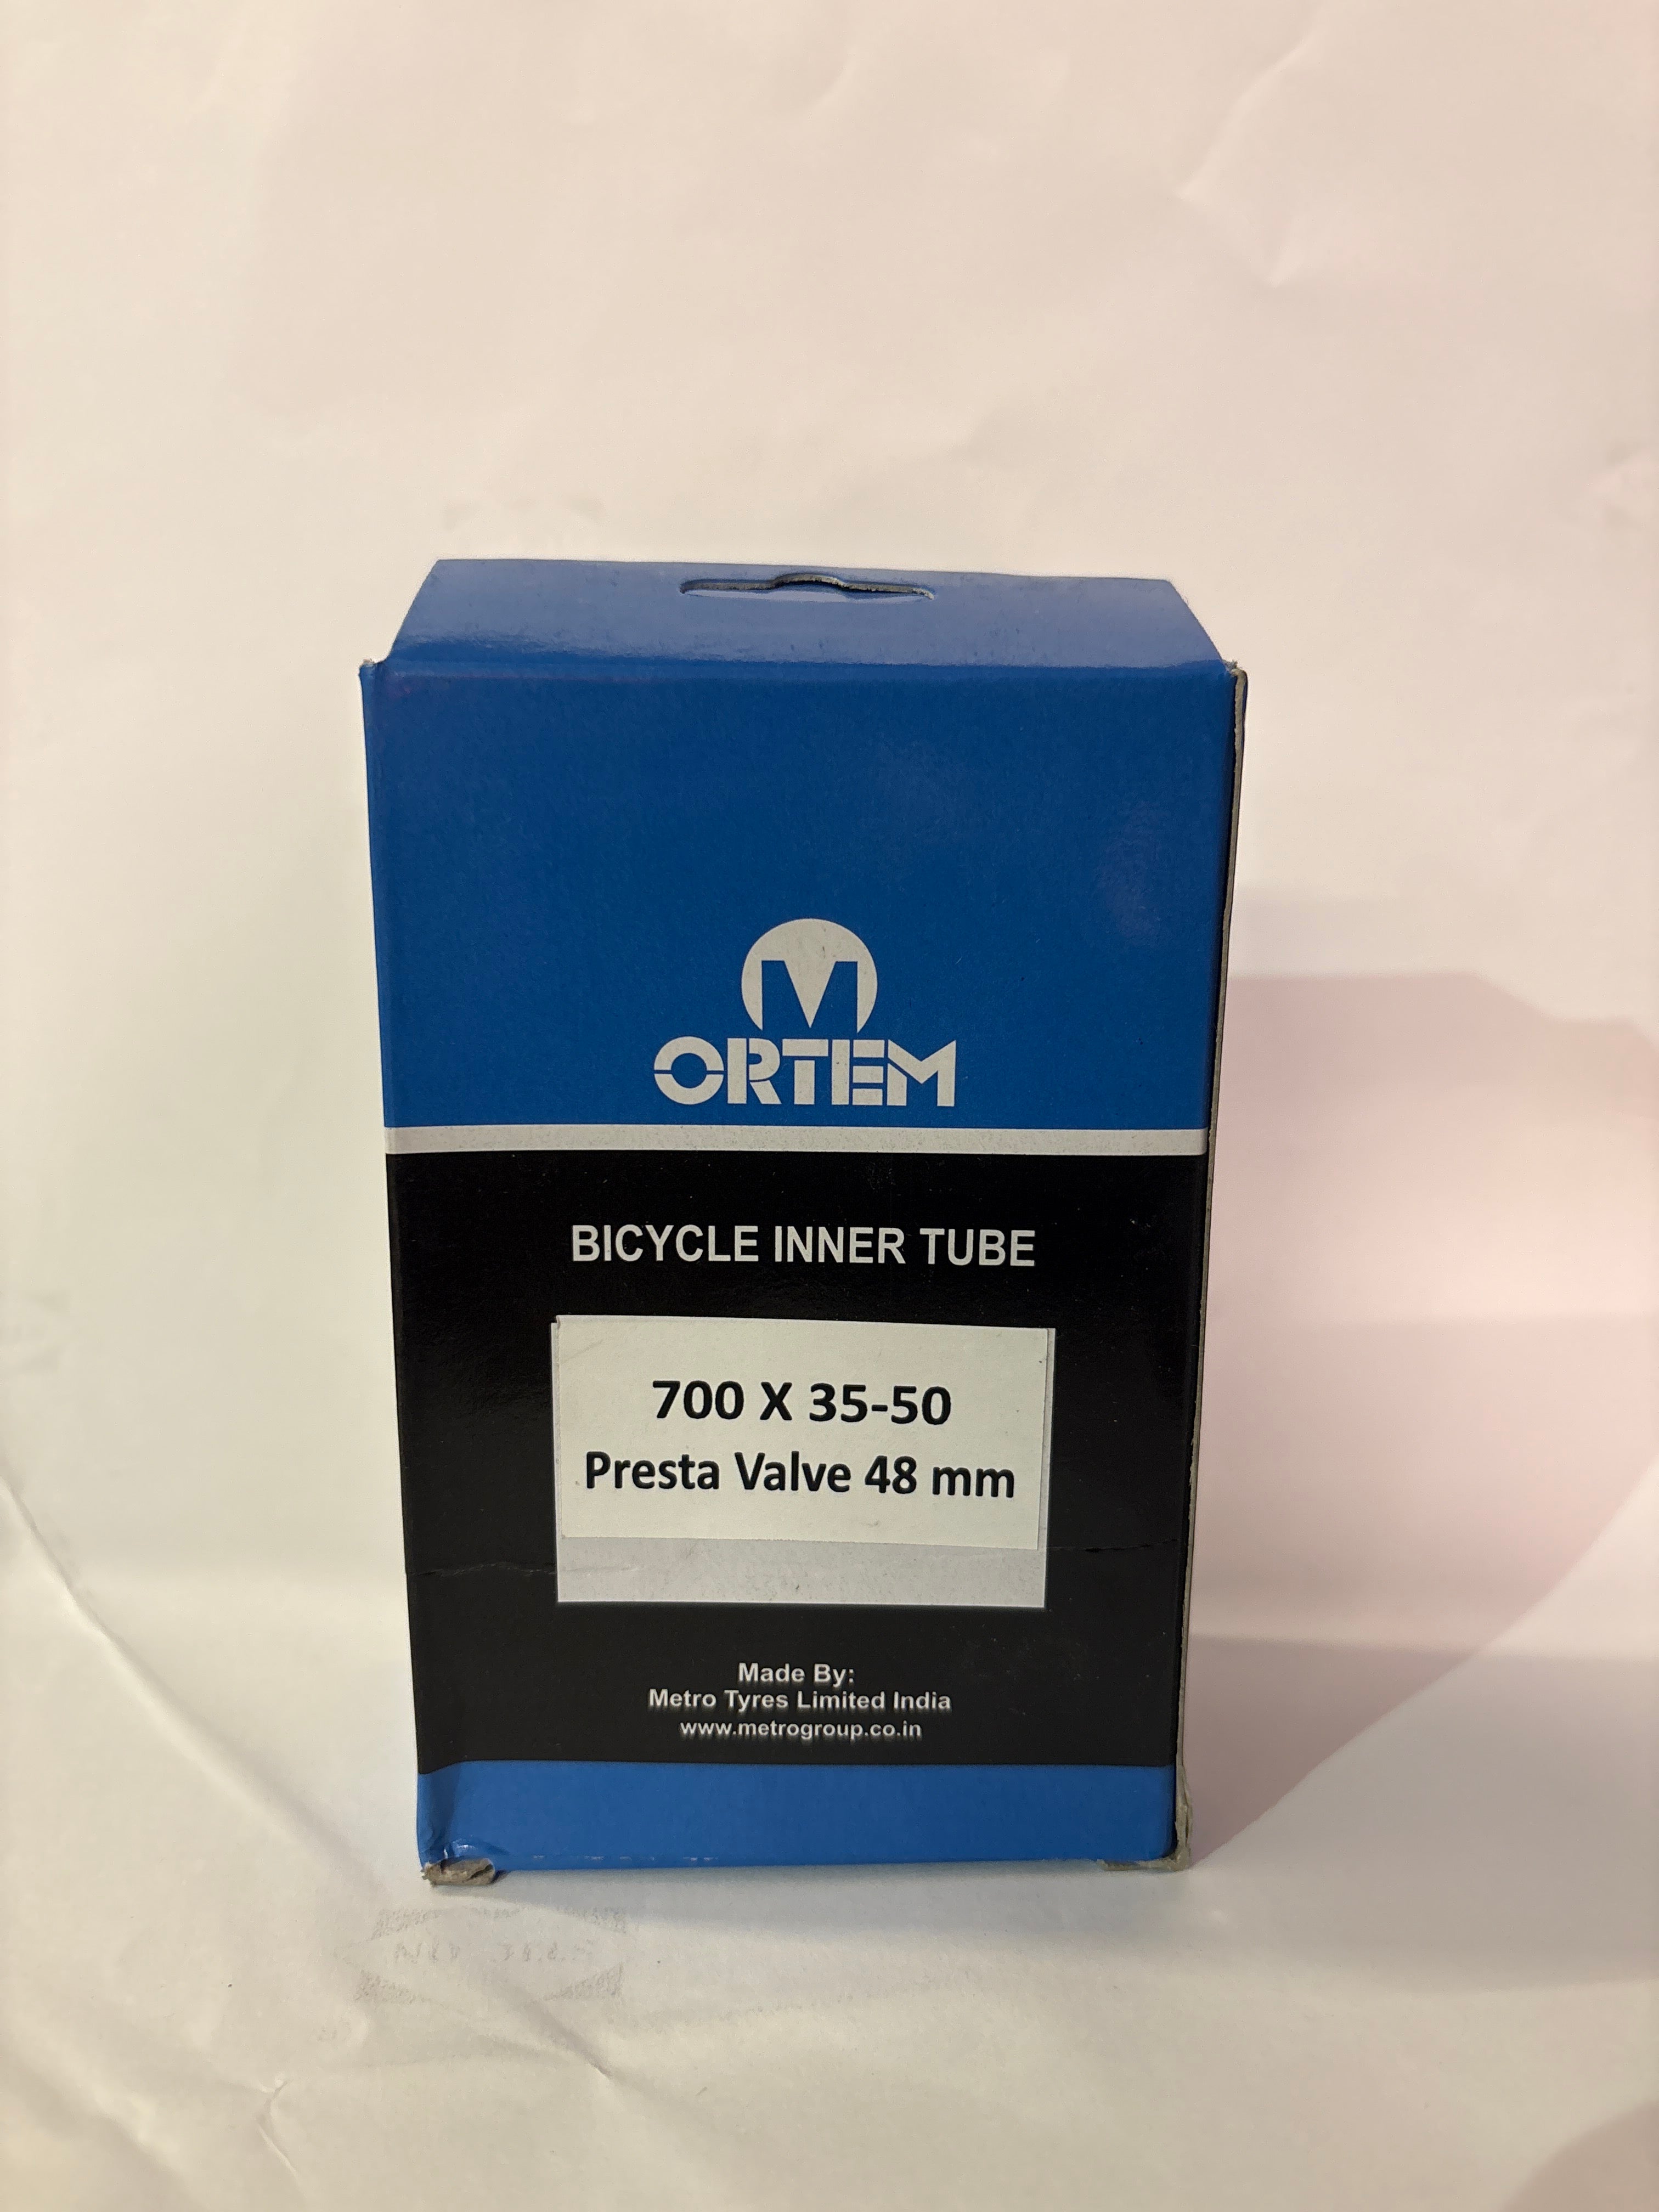 M
ORTEM
BICYCLE INNER TUBE
700 X 35-50
Presta Valve 48 mm
Made By:
Metro Tyres Limited India
www.metrogroup.co.in